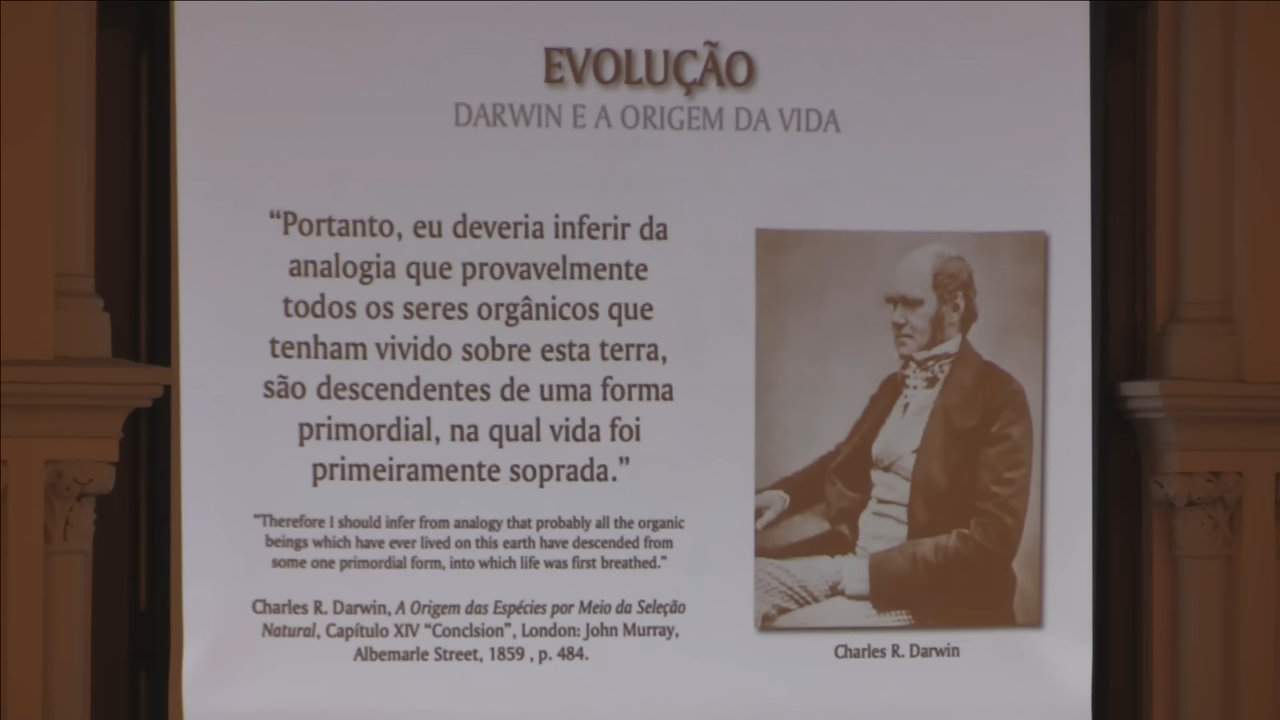 EVOLUÇÃO
DARWIN E A ORIGEM DA VIDA
“Portanto, eu deveria inferir da
analogia que provavelmente
todos os seres orgânicos que
tenham vivido sobre esta terra,
são descendentes de uma forma
primordial, na qual vida foi
primeiramente soprada.”
“Therefore I should infer from analogy that probably all the organic
beings which have ever lived on this earth have descended from
some one primordial form, into which life was first breathed.”
Charles R. Darwin, A Origem das Espécies por Meio da Seleção
Natural, Capítulo XIV “Conclsion”, London: John Murray,
Albemarle Street, 1859 , p. 484.
Charles R. Darwin